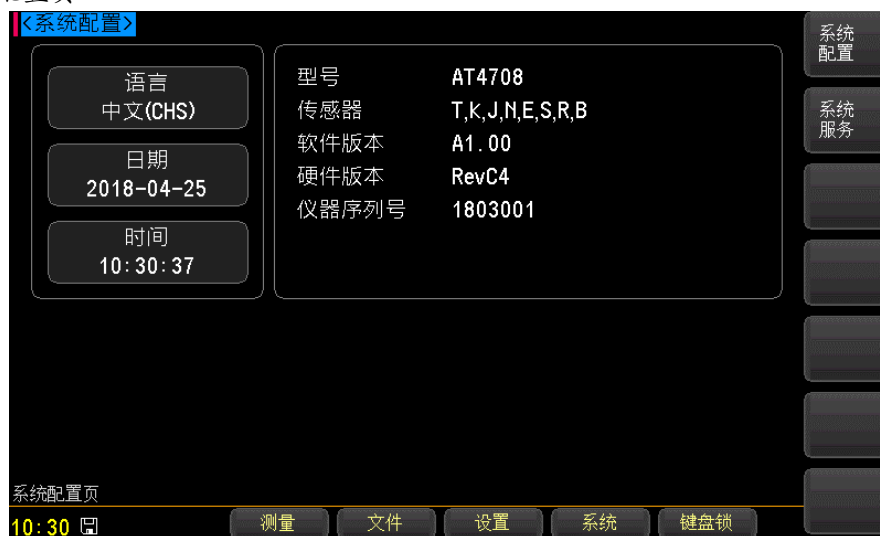 <系统配置>
语言
中文(CHS)
日期
2018-04-25
时间
10:30:37
型号 AT4708
传感器 T,K,J,N,E,S,R,B
软件版本 A1.00
硬件版本 RevC4
仪器序列号 1803001
系统
配置
系统
服务
系统配置页
10:30
测量 文件 设置 系统 键盘锁